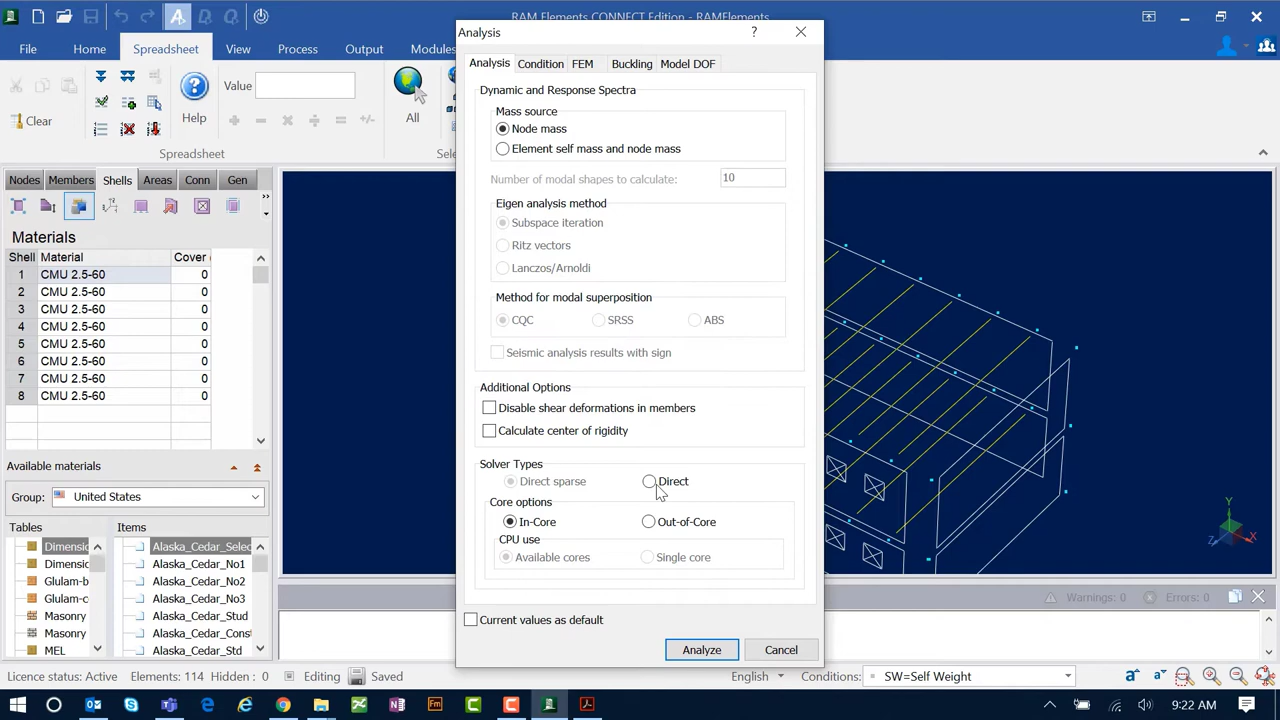 RAM Elements CONNECT Edition - RAMElements
File
Home
Spreadsheet
View
Process
Output
Modules
Clear
Help
Value
All
Spreadsheet
Analysis
?
Analysis
Condition
FEM
Buckling
Model DOF
Dynamic and Response Spectra
Mass source
Node mass
Element self mass and node mass
Number of modal shapes to calculate:
10
Eigen analysis method
Subspace iteration
Ritz vectors
Lanczos/Arnoldi
Method for modal superposition
CQC
SRSS
ABS
Seismic analysis results with sign
Additional Options
Disable shear deformations in members
Calculate center of rigidity
Solver Types
Direct sparse
Direct
Core options
In-Core
Out-of-Core
CPU use
Available cores
Single core
Current values as default
Analyze
Cancel
Members
Shells
Areas
Conn
Gen
Materials
Shell Material Cover
1 CMU 2.5-60 0
2 CMU 2.5-60 0
3 CMU 2.5-60 0
4 CMU 2.5-60 0
5 CMU 2.5-60 0
6 CMU 2.5-60 0
7 CMU 2.5-60 0
8 CMU 2.5-60 0
Available materials
Group: United States
Tables Items
Dimensi Alaska_Cedar_Selec
Dimens Alaska_Cedar_No1
Glulam-b Alaska_Cedar_No2
Glulam-b Alaska_Cedar_No3
Masonry Alaska_Cedar_Stud
Masonry Alaska_Cedar_Const
MEL Alaska_Cedar_Std
Y
Z
X
Warnings: 0
Errors: 0
License status: Active
Elements: 114
Hidden: 0
Editing
Saved
English
Conditions:
SW=Self Weight
9:22 AM